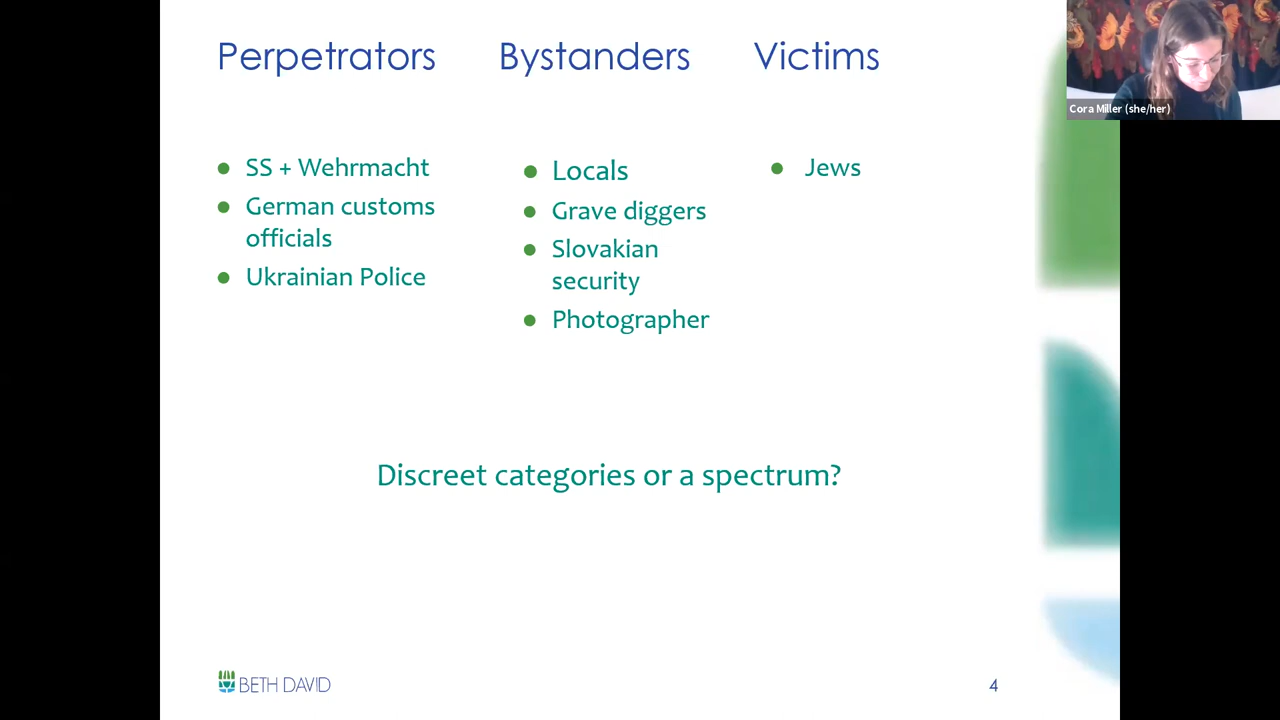 Perpetrators
Bystanders
Victims
Cora Miller (she/her)
SS + Wehrmacht
German customs
officials
Ukrainian Police
Locals
Grave diggers
Slovakian
security
Photographer
Jews
Discreet categories or a spectrum?
BETH DAVID
4